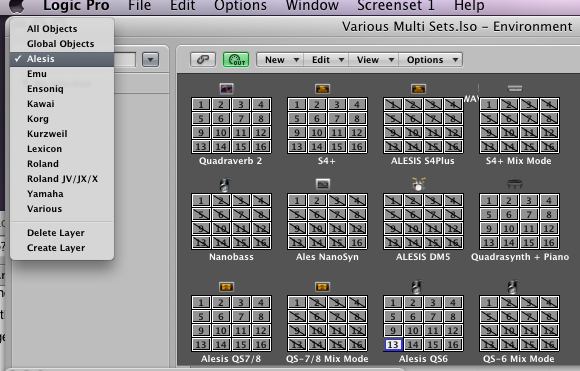 Logic Pro File Edit Options Window Screenset 1 Help
Various Multi Sets.lso - Environment
All Objects
Global Objects
✓ Alesis
Emu
Ensoniq
Kawai
Korg
Kurzweil
Lexicon
Roland
Roland JV/JX/X
Yamaha
Various
Delete Layer
Create Layer
New Edit View Options
1 2 3 4 1 2 3 4 1 2 3 4 1 2 3 4
5 6 7 8 5 6 7 8 5 6 7 8 5 6 7 8
9 10 11 12 9 10 11 12 9 10 11 12 9 10 11 12
13 14 15 16 13 14 15 16 13 14 15 16 13 14 15 16
Quadraverb 2 S4+ ALESIS S4Plus S4+ Mix Mode
1 2 3 4 1 2 3 4 1 2 3 4 1 2 3 4
5 6 7 8 5 6 7 8 5 6 7 8 5 6 7 8
9 10 11 12 9 10 11 12 9 10 11 12 9 10 11 12
13 14 15 16 13 14 15 16 13 14 15 16 13 14 15 16
Nanobass Ales NanoSyn ALESIS DM5 Quadrasynth + Piano
1 2 3 4 1 2 3 4 1 2 3 4 1 2 3 4
5 6 7 8 5 6 7 8 5 6 7 8 5 6 7 8
9 10 11 12 9 10 11 12 9 10 11 12 9 10 11 12
13 14 15 16 13 14 15 16 13 14 15 16 13 14 15 16
Alesis QS7/8 QS-7/8 Mix Mode Alesis QS6 QS-6 Mix Mode